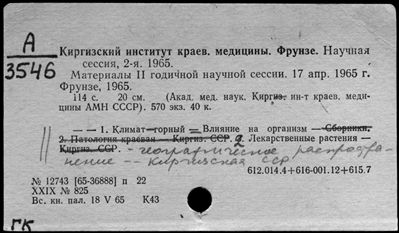 А
3546
Киргизский институт краев. медицины. Фрунзе. Научная
сессия, 2-я. 1965.
Материалы II годичной научной сессии. 17 апр. 1965 г.
Фрунзе, 1965.
114 с. 20 см. (Акад. мед. наук. Киргиз. ин-т краев. меди-
цины АМН СССР). 570 экз. 40 к.
— — 1. Климат горный — Влияние на организм — Сборники.
2. Патология краевая — Киргиз. ССР. 2. Лекарственные растения —
Киргиз. ССР. - географическое распростра-
нение -- Киргизская ССР
612.014.4+616-001.12+615.7
№ 12743 [65-36888] п 22
XXIX № 825
Вс. кн. пал. 18 V 65 К43
ГК